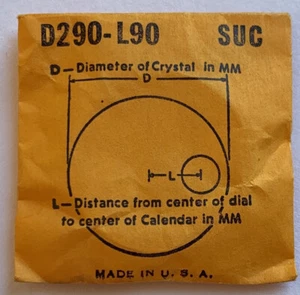 D290-L90 SUC
D—Diameter of Crystal in MM
D
L
L—Distance from center of dial
to center of Calendar in MM
MADE IN U. S. A.